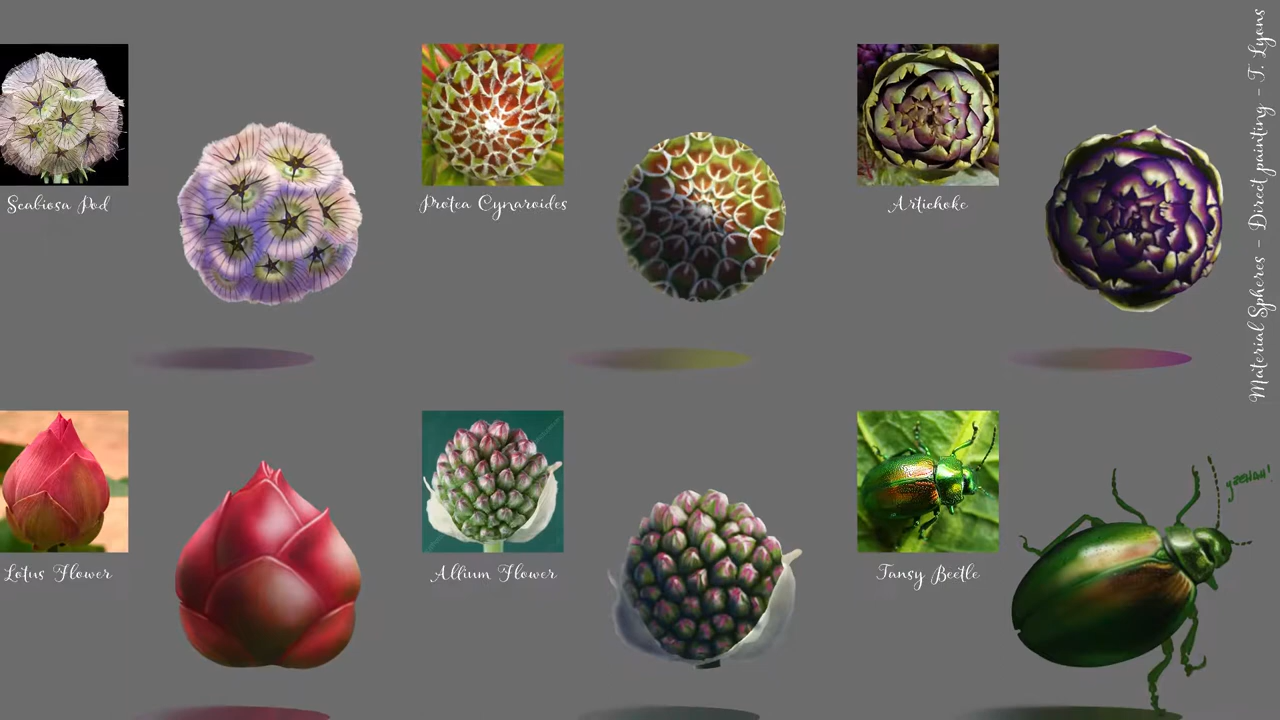 Scabiosa Pod
Protea Cynaroides
Artichoke
Lotus Flower
Allium Flower
Tansy Beetle
Material Spheres - Direct painting - T. Lyons